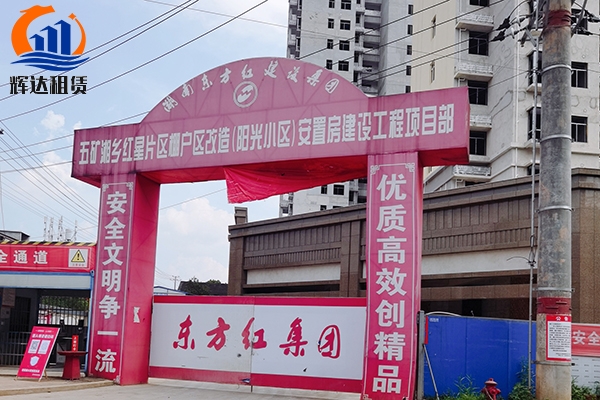 辉达租赁
湖南东方红建设集团
五矿湘乡红星片区棚户区改造(阳光小区)安置房建设工程项目部
安全文明争一流
优质高效创精品
东方红集团
全通道
安全